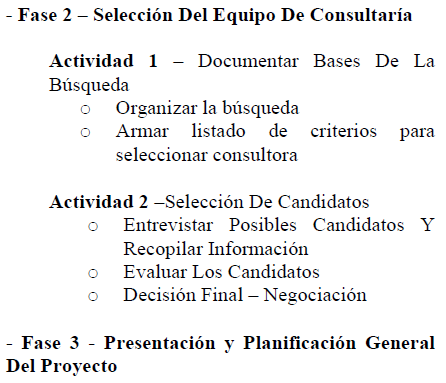 - Fase 2 – Selección Del Equipo De Consultaría
Actividad 1 – Documentar Bases De La
Búsqueda
o Organizar la búsqueda
o Armar listado de criterios para
seleccionar consultora
Actividad 2 –Selección De Candidatos
o Entrevistar Posibles Candidatos Y
Recopilar Información
o Evaluar Los Candidatos
o Decisión Final – Negociación
- Fase 3 - Presentación y Planificación General
Del Proyecto